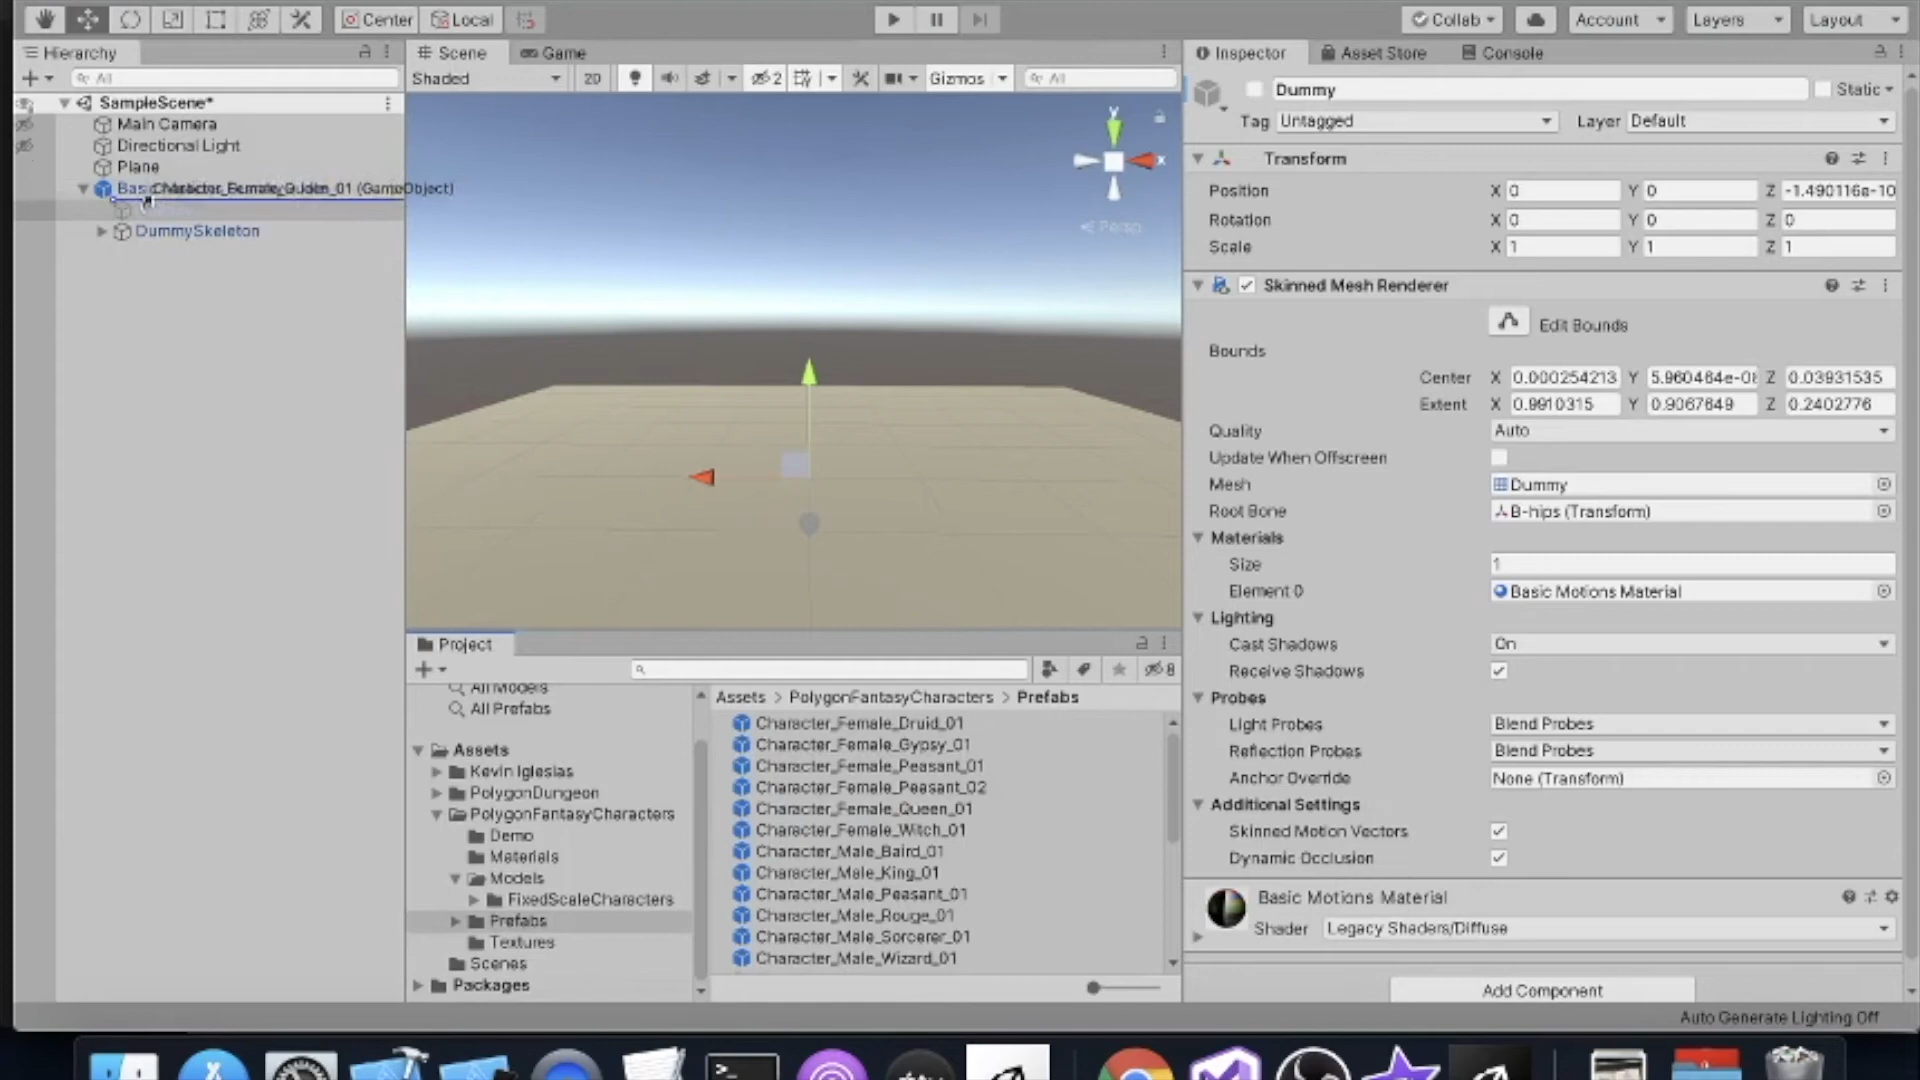 Center
Local
Collab
Account
Layers
Layout
Hierarchy
Scene
Game
Inspector
Asset Store
Console
All
Shaded
20
2
Gizmos
All
SampleScene*
Main Camera
Directional Light
Plane
Character_Female_Queen_01 (GameObject)
DummySkeleton
y
x
Persp
Dummy
Static
Tag Untagged
Layer Default
Transform
Position X 0 Y 0 Z -1.490116e-10
Rotation X 0 Y 0 Z 0
Scale X 1 Y 1 Z 1
Skinned Mesh Renderer
Edit Bounds
Bounds
Center X 0.000254213 Y 5.960464e-08 Z 0.03931535
Extent X 0.9910315 Y 0.9067649 Z 0.2402776
Quality Auto
Update When Offscreen
Mesh Dummy
Root Bone B-hips (Transform)
Materials
Size 1
Element 0 Basic Motions Material
Lighting
Cast Shadows On
Receive Shadows
Probes
Light Probes Blend Probes
Reflection Probes Blend Probes
Anchor Override None (Transform)
Additional Settings
Skinned Motion Vectors
Dynamic Occlusion
Basic Motions Material
Shader Legacy Shaders/Diffuse
Add Component
Auto Generate Lighting Off
Project
8
All Models
All Prefabs
Assets
Kevin Iglesias
PolygonDungeon
PolygonFantasyCharacters
Demo
Materials
Models
FixedScaleCharacters
Prefabs
Textures
Scenes
Packages
Assets > PolygonFantasyCharacters > Prefabs
Character_Female_Druid_01
Character_Female_Gypsy_01
Character_Female_Peasant_01
Character_Female_Peasant_02
Character_Female_Queen_01
Character_Female_Witch_01
Character_Male_Baird_01
Character_Male_King_01
Character_Male_Peasant_01
Character_Male_Rouge_01
Character_Male_Sorcerer_01
Character_Male_Wizard_01